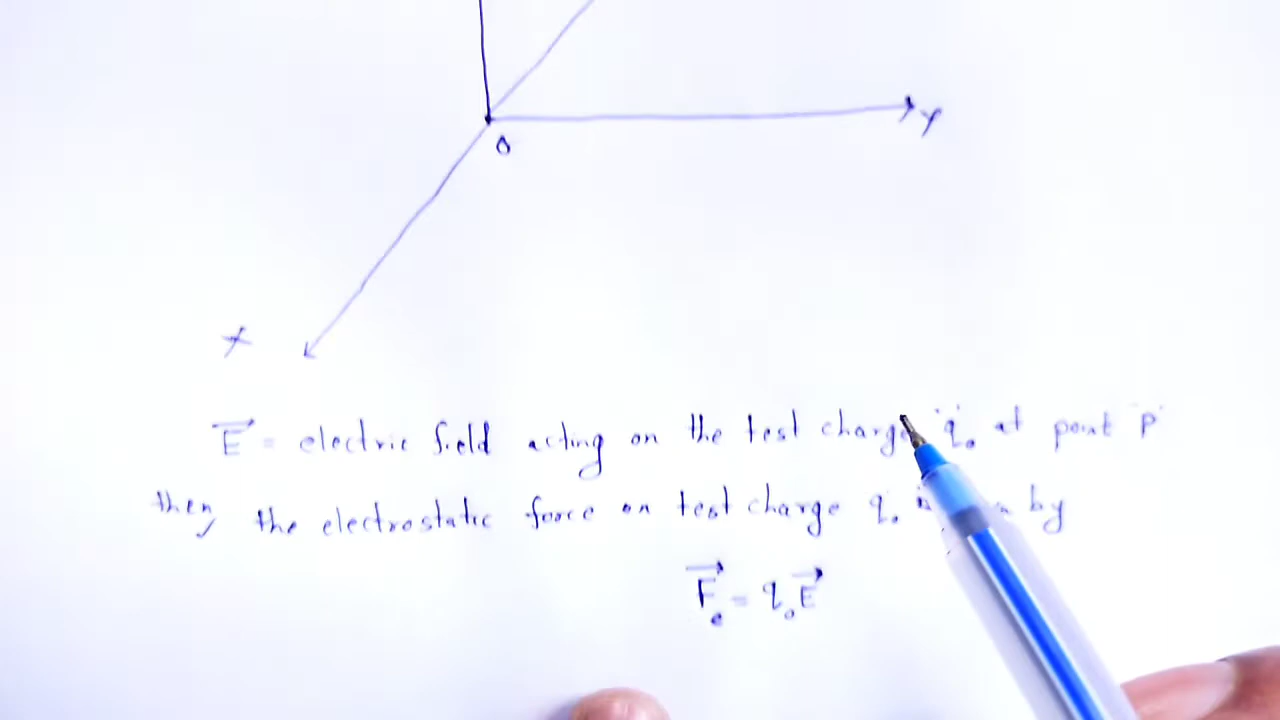 Y
O
X
E⃗ = electric field acting on the test charge 'q₀' at point 'P'
then the electrostatic force on test charge q₀ by
F⃗ₑ = q₀E⃗